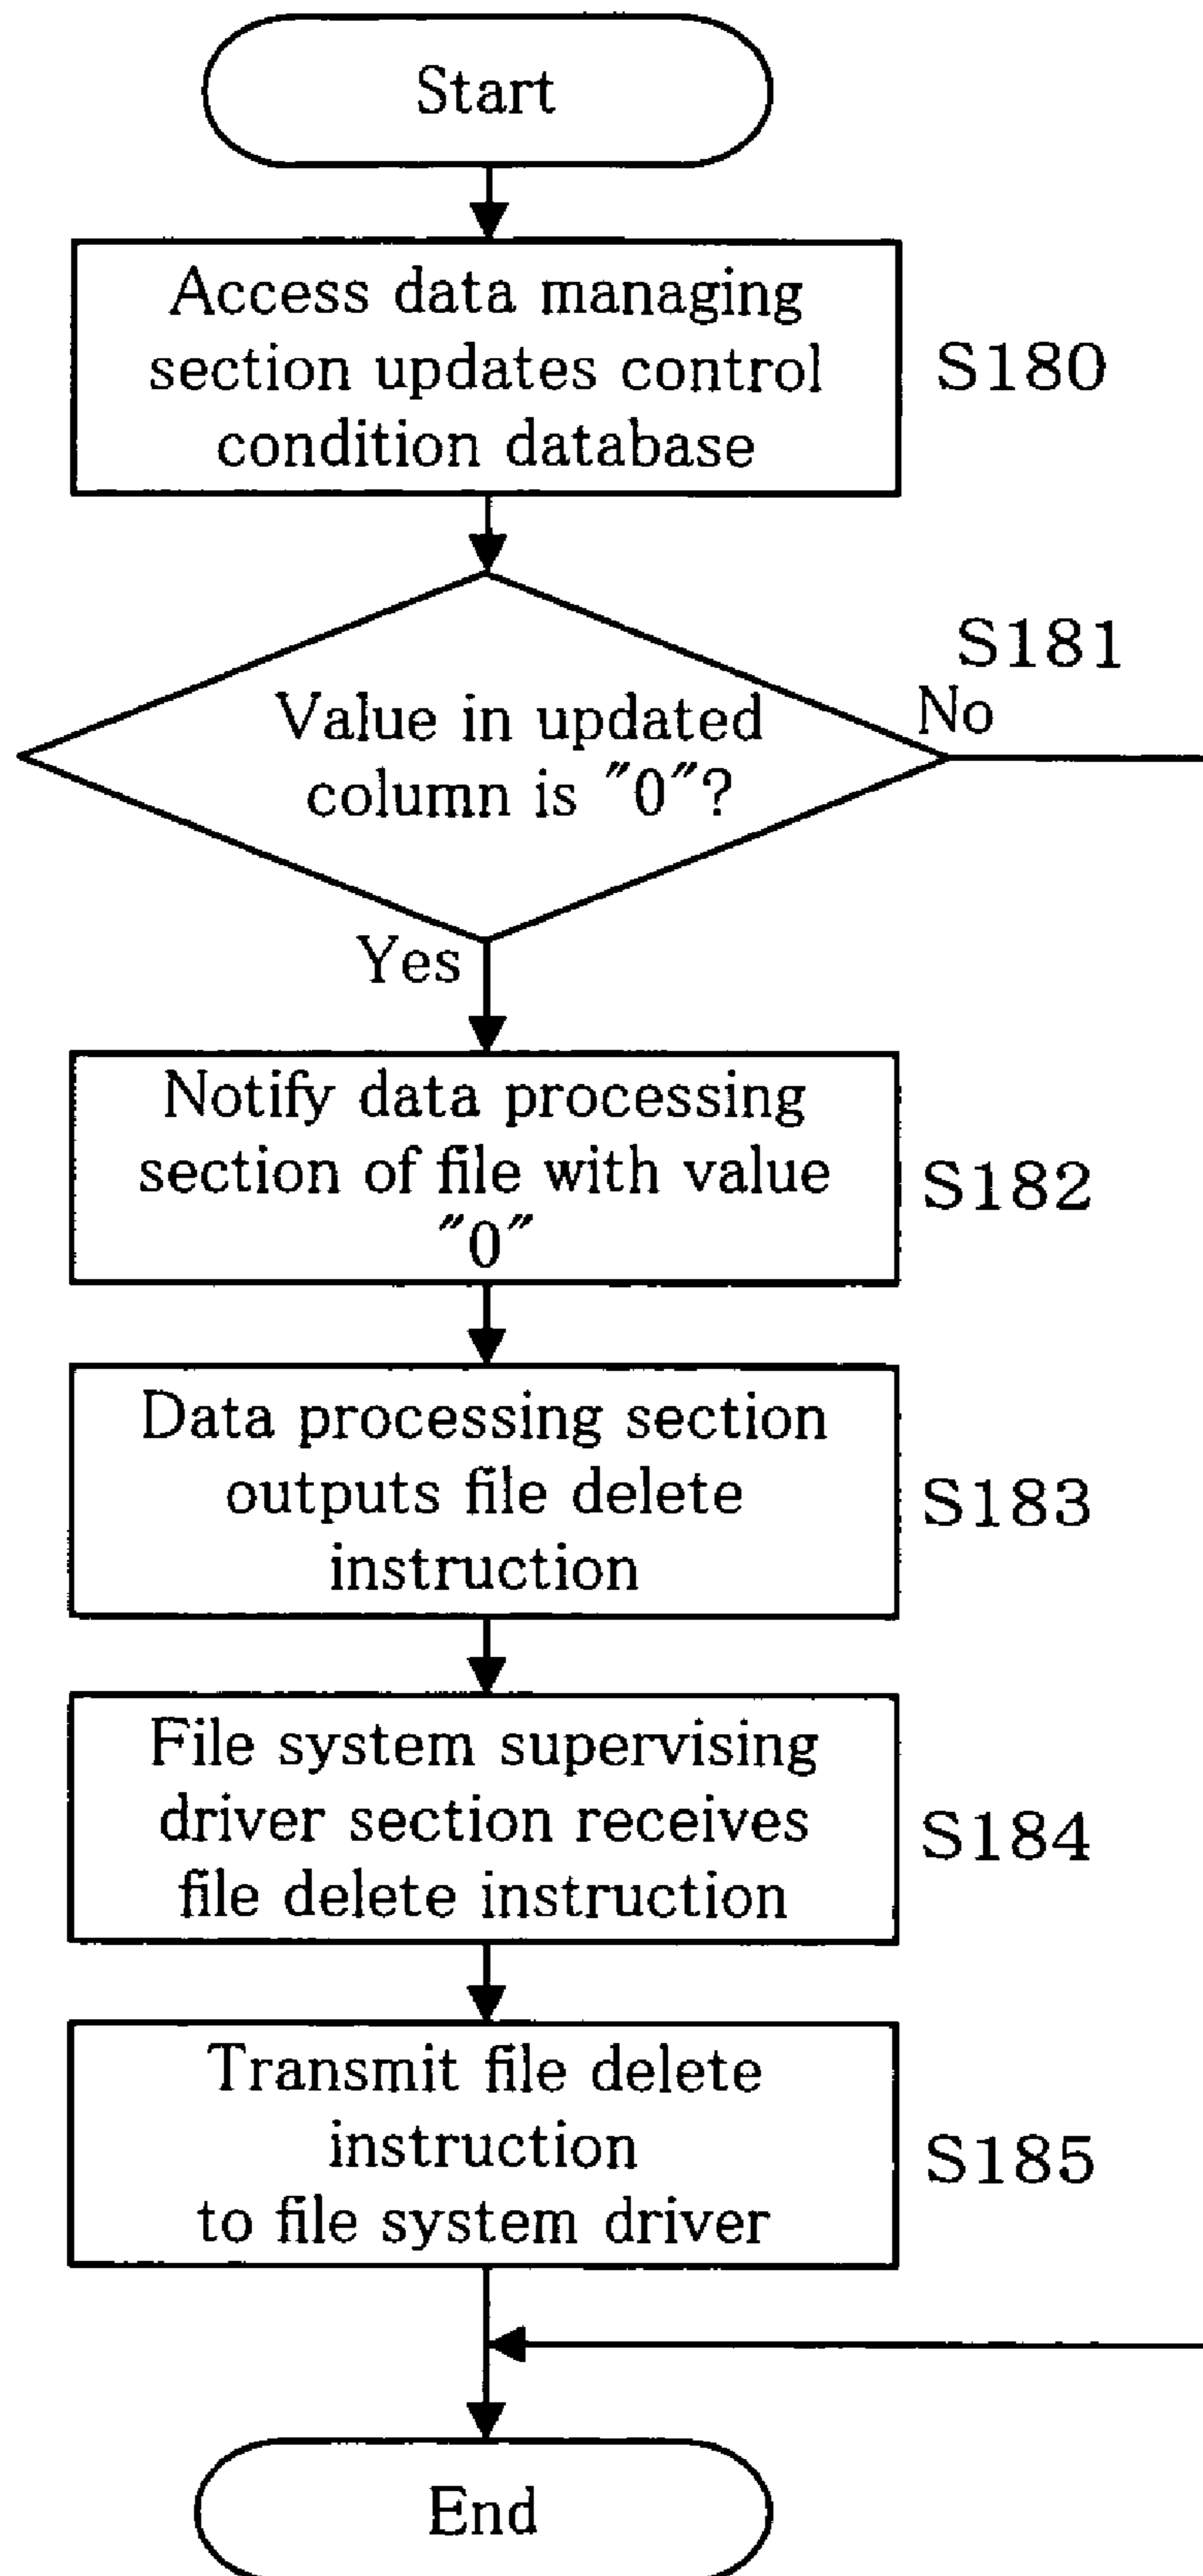 Start
Access data managing
section updates control
condition database
S180
S181
Value in updated
column is "0"?
No
Yes
Notify data processing
section of file with value
"0"
S182
Data processing section
outputs file delete
instruction
S183
File system supervising
driver section receives
file delete instruction
S184
Transmit file delete
instruction
to file system driver
S185
End